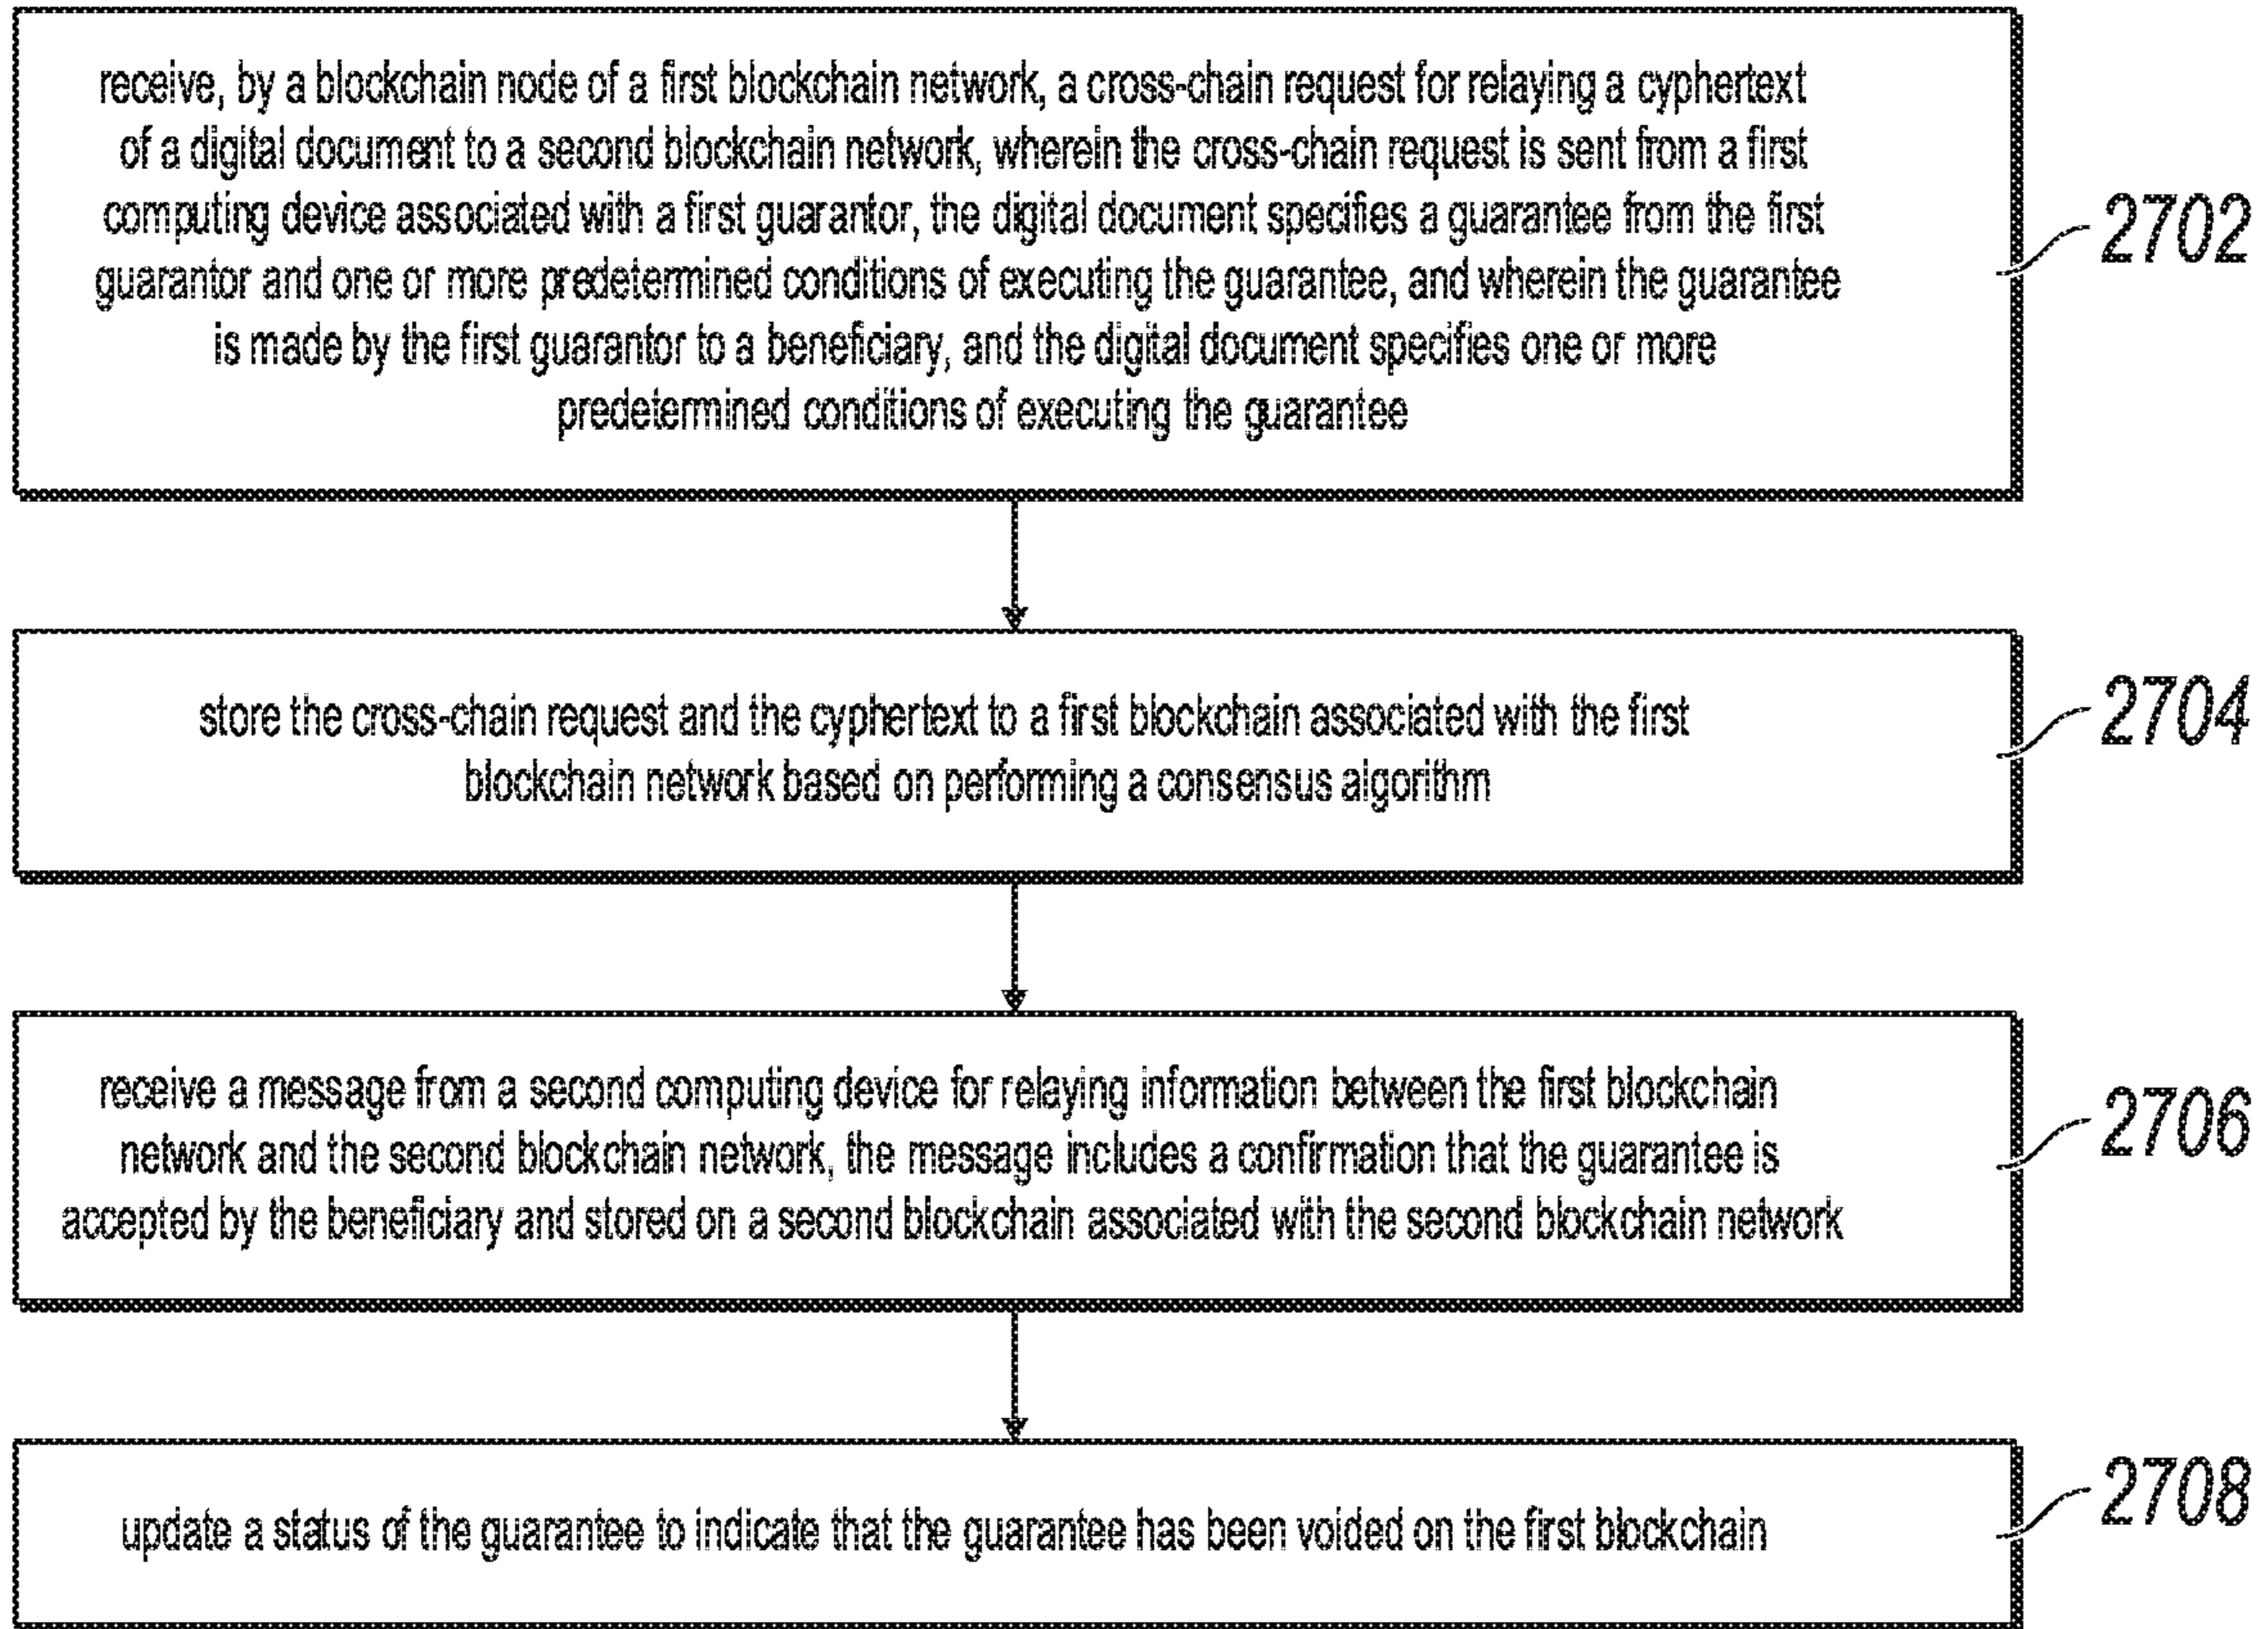 receive, by a blockchain node of a first blockchain network, a cross-chain request for relaying a cyphertext
of a digital document to a second blockchain network, wherein the cross-chain request is sent from a first
computing device associated with a first guarantor, the digital document specifies a guarantee from the first
guarantor and one or more predetermined conditions of executing the guarantee, and wherein the guarantee
is made by the first guarantor to a beneficiary, and the digital document specifies one or more
predetermined conditions of executing the guarantee
2702
store the cross-chain request and the cyphertext to a first blockchain associated with the first
blockchain network based on performing a consensus algorithm
2704
receive a message from a second computing device for relaying information between the first blockchain
network and the second blockchain network, the message includes a confirmation that the guarantee is
accepted by the beneficiary and stored on a second blockchain associated with the second blockchain network
2706
update a status of the guarantee to indicate that the guarantee has been voided on the first blockchain
2708